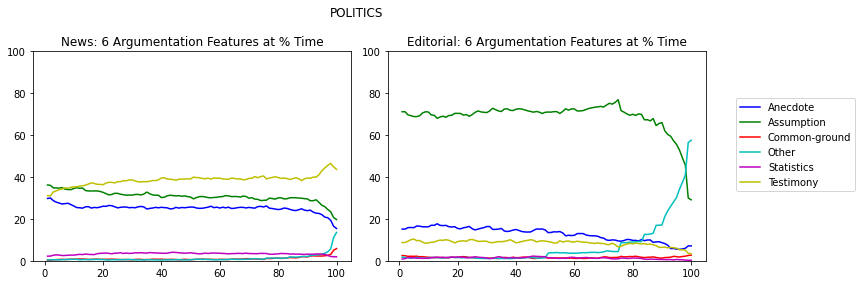 POLITICS
News: 6 Argumentation Features at % Time
Editorial: 6 Argumentation Features at % Time
100
80
60
40
20
0
0
20
40
60
80
100
100
80
60
40
20
0
0
20
40
60
80
100
Anecdote
Assumption
Common-ground
Other
Statistics
Testimony